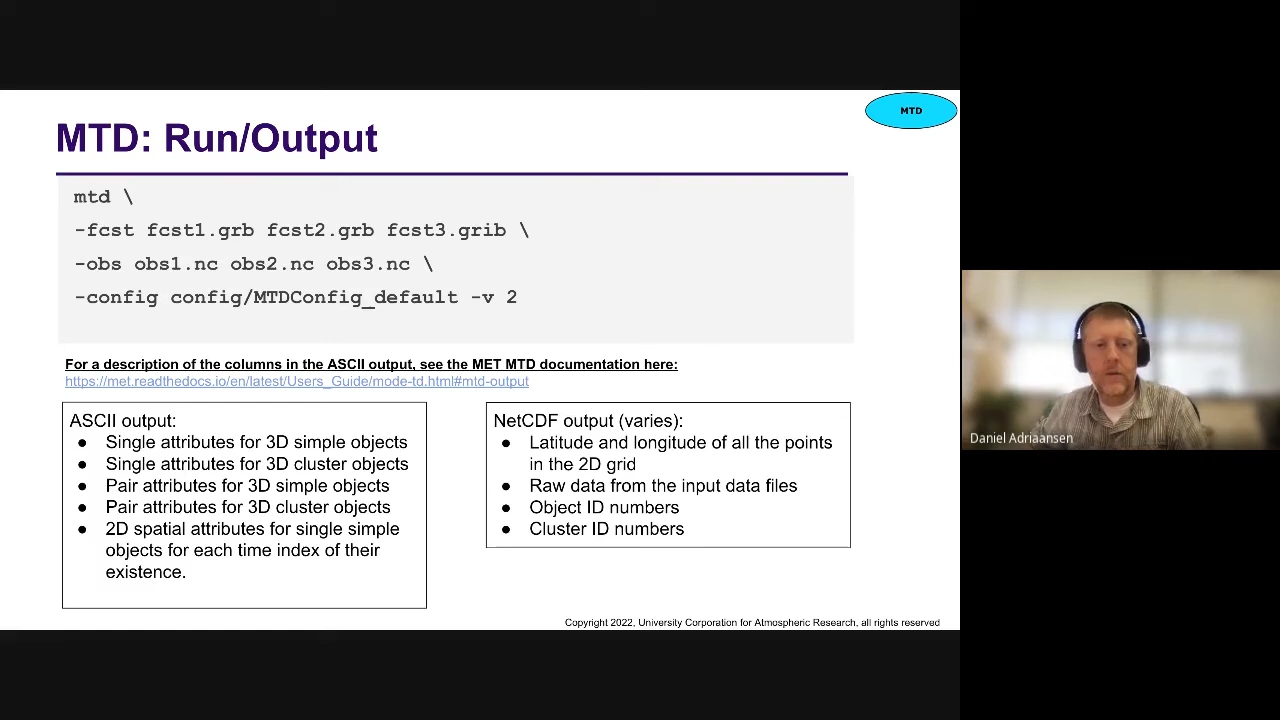 MTD
MTD: Run/Output
mtd \
-fcst fcst1.grb fcst2.grb fcst3.grib \
-obs obs1.nc obs2.nc obs3.nc \
-config config/MTDConfig_default -v 2
For a description of the columns in the ASCII output, see the MET MTD documentation here:
https://met.readthedocs.io/en/latest/Users_Guide/mode-td.html#mtd-output
ASCII output:
● Single attributes for 3D simple objects
● Single attributes for 3D cluster objects
● Pair attributes for 3D simple objects
● Pair attributes for 3D cluster objects
● 2D spatial attributes for single simple
objects for each time index of their
existence.
NetCDF output (varies):
● Latitude and longitude of all the points
in the 2D grid
● Raw data from the input data files
● Object ID numbers
● Cluster ID numbers
Copyright 2022, University Corporation for Atmospheric Research, all rights reserved
Daniel Adriaansen